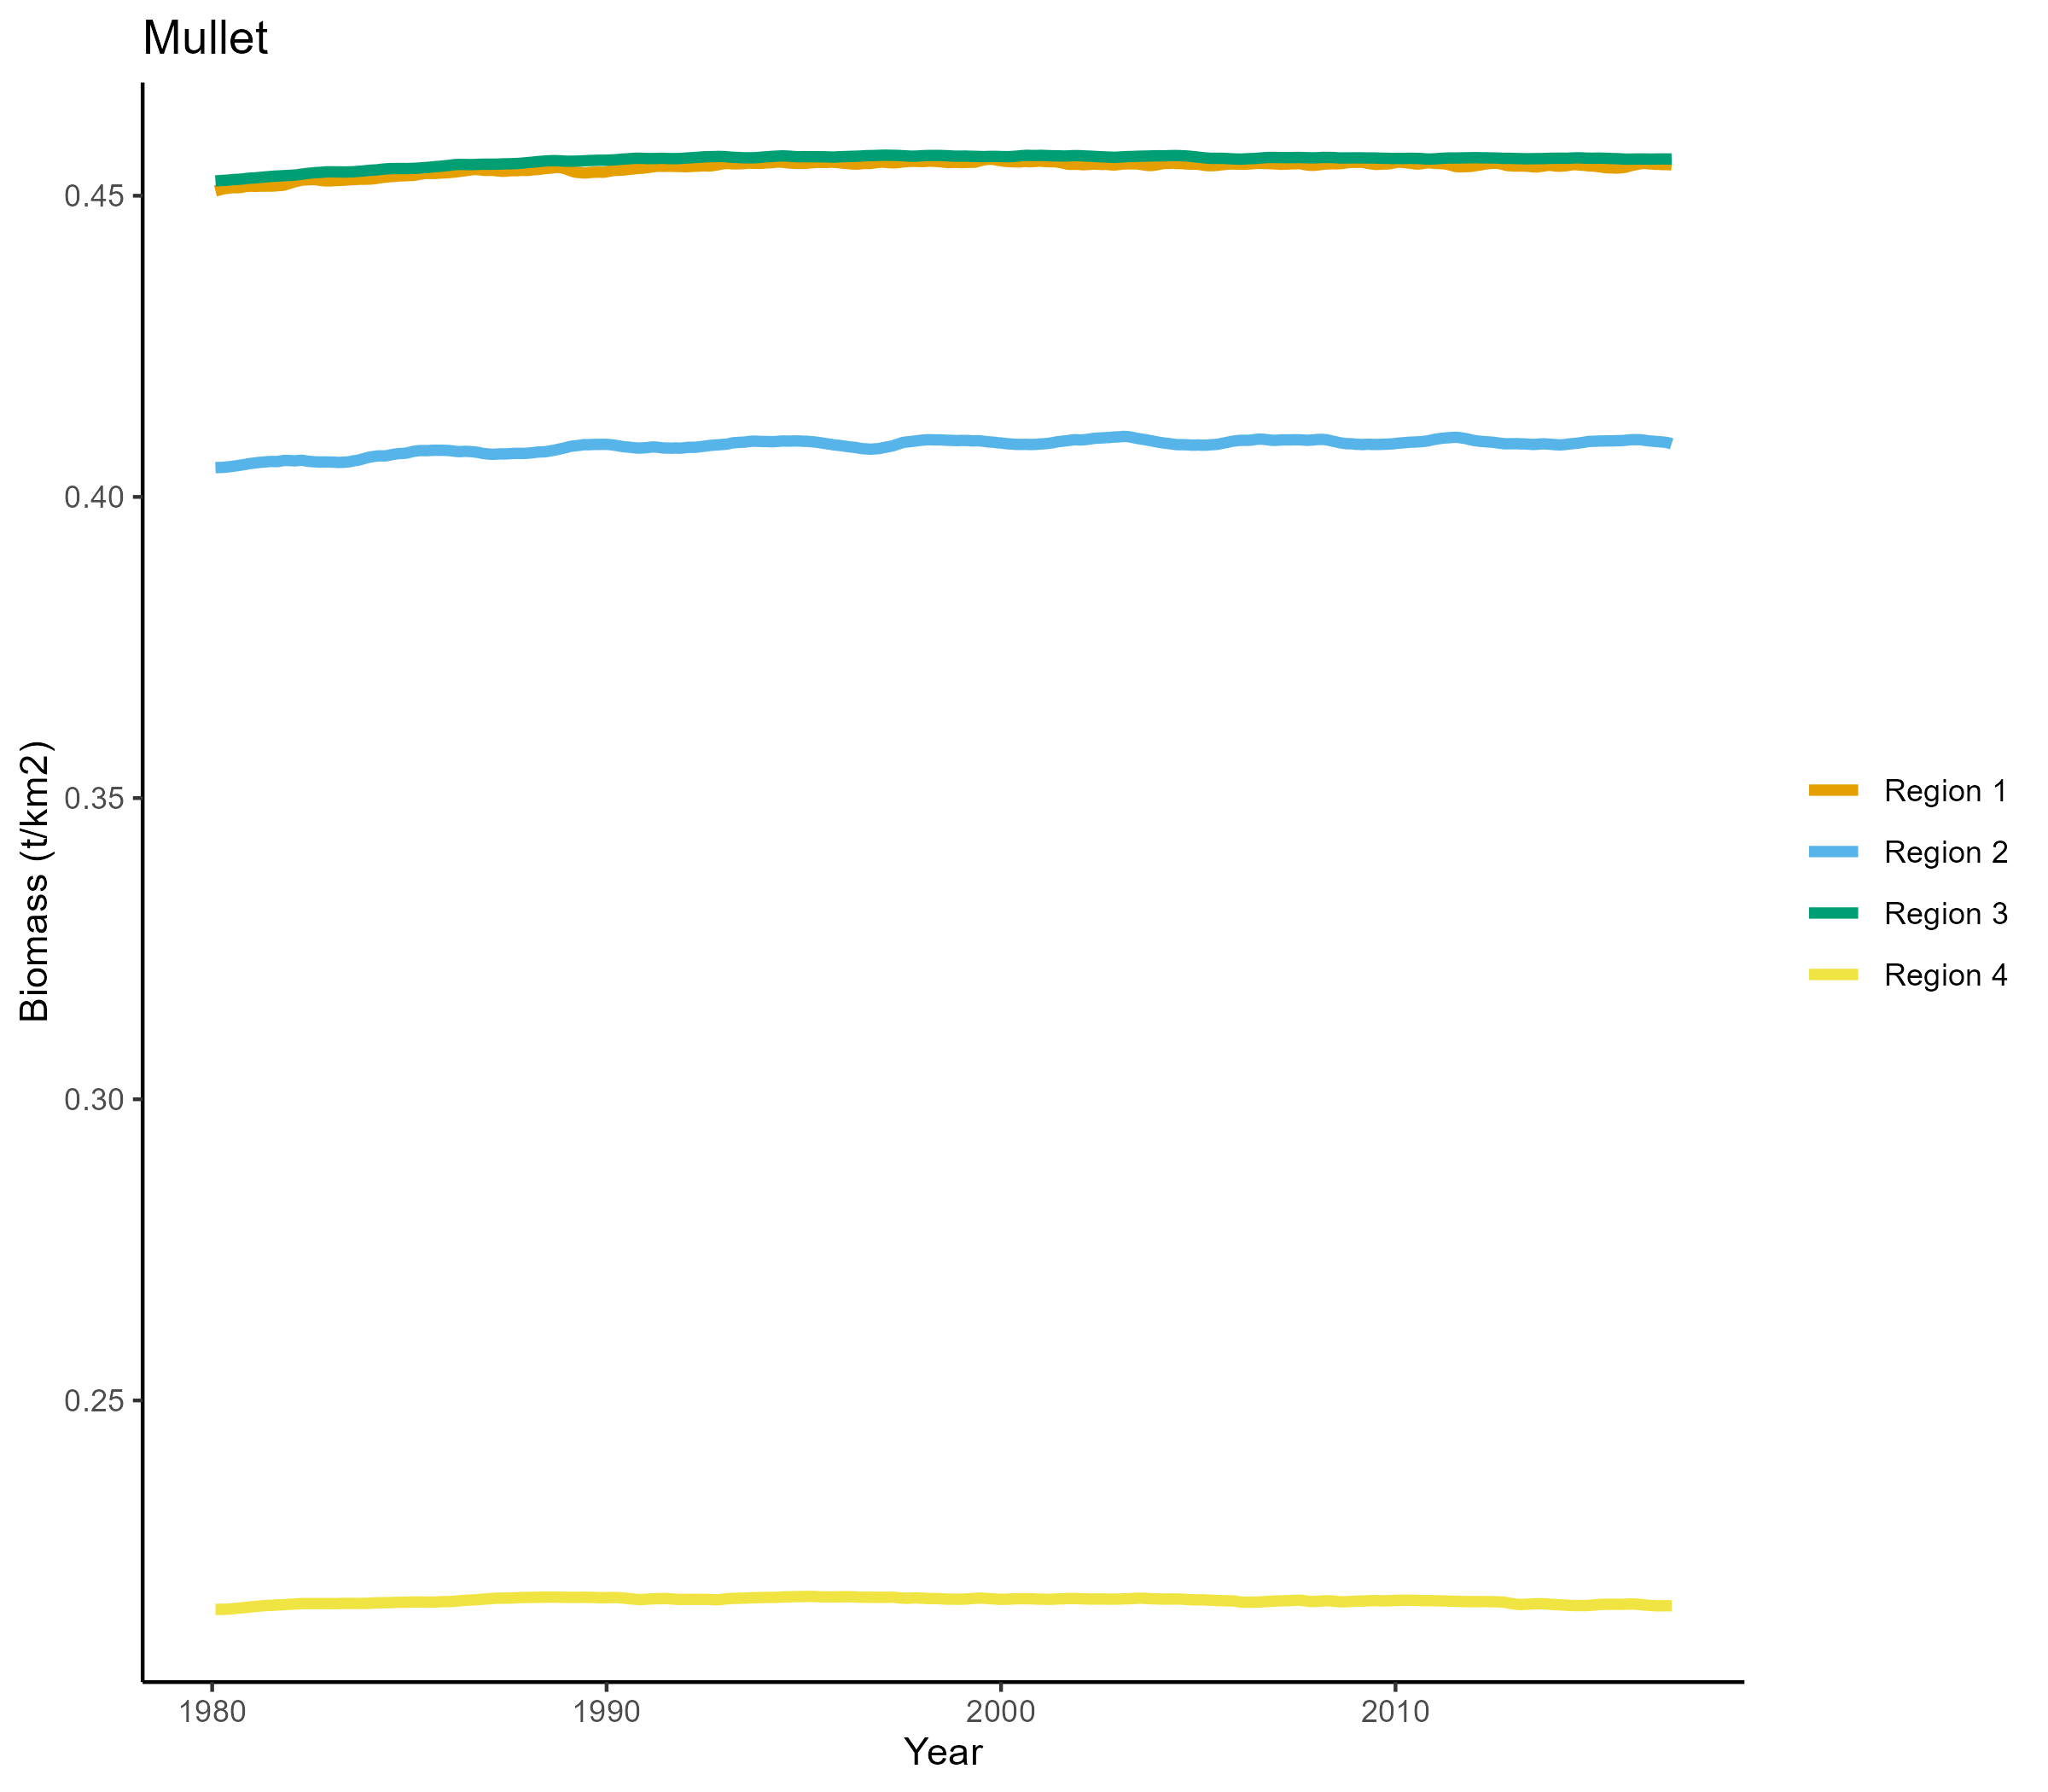 Mullet
Biomass (t/km2)
0.45
0.40
0.35
0.30
0.25
1980
1990
2000
2010
Year
Region 1
Region 2
Region 3
Region 4